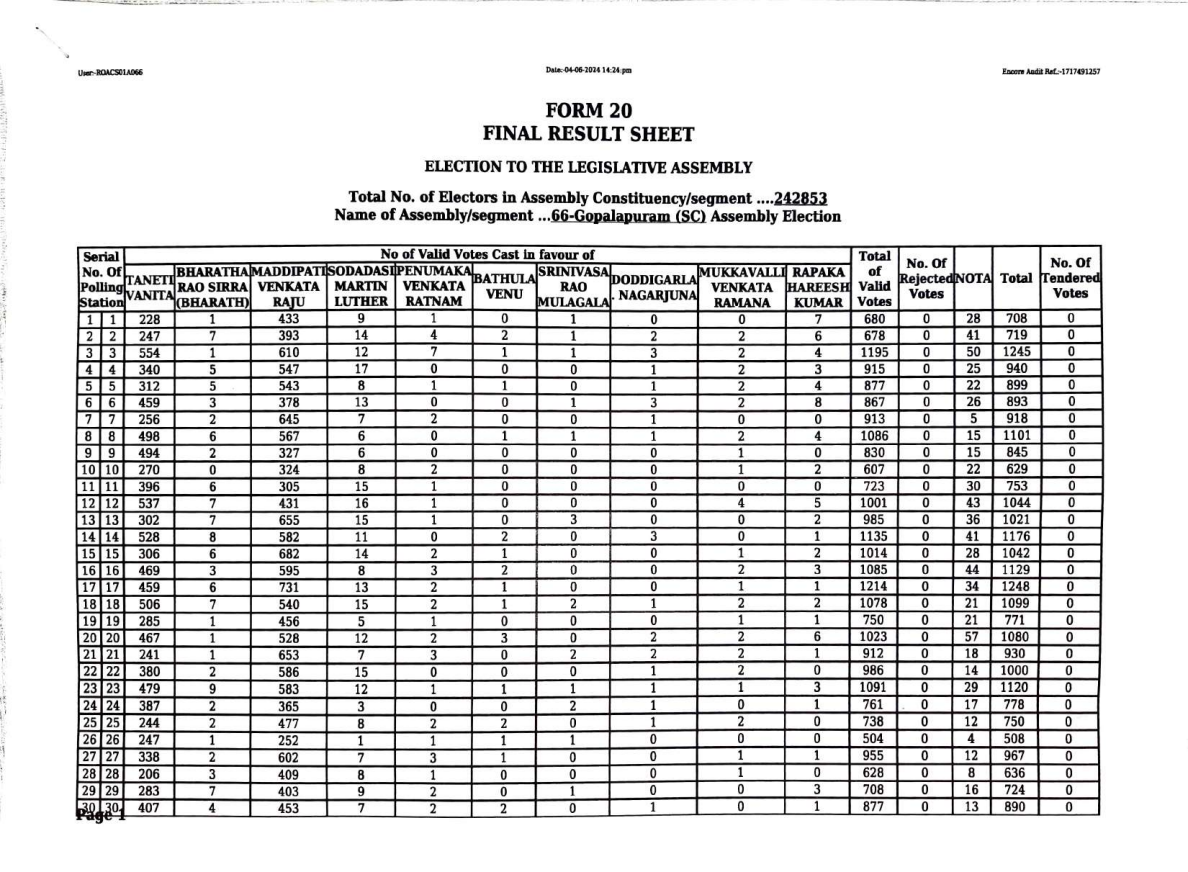 User:-ROACS01A066 Date:-04-06-2024 14:24:pm Encore Audit Ref.:-1717491257
FORM 20
FINAL RESULT SHEET
ELECTION TO THE LEGISLATIVE ASSEMBLY
Total No. of Electors in Assembly Constituency/segment ....242853
Name of Assembly/segment ...66-Gopalapuram (SC) Assembly Election
Serial No. Of Polling Station No of Valid Votes Cast in favour of Total of Valid Votes No. Of Rejected Votes NOTA Total No. Of Tendered Votes
TANETI VANITA BHARATHA RAO SIRRA (BHARATH) MADDIPATI VENKATA RAJU SODADASI MARTIN LUTHER PENUMAKA VENKATA RATNAM BATHULA VENU SRINIVASA RAO MULAGALA DODDIGARLA NAGARJUNA MUKKAVALLI VENKATA RAMANA RAPAKA HAREESH KUMAR
1 1 228 1 433 9 1 0 1 0 0 7 680 0 28 708 0
2 2 247 7 393 14 4 2 1 2 2 6 678 0 41 719 0
3 3 554 1 610 12 7 1 1 3 2 4 1195 0 50 1245 0
4 4 340 5 547 17 0 0 0 1 2 3 915 0 25 940 0
5 5 312 5 543 8 1 1 0 1 2 4 877 0 22 899 0
6 6 459 3 378 13 0 0 1 3 2 8 867 0 26 893 0
7 7 256 2 645 7 2 0 0 1 0 0 913 0 5 918 0
8 8 498 6 567 6 0 1 1 1 2 4 1086 0 15 1101 0
9 9 494 2 327 6 0 0 0 0 1 0 830 0 15 845 0
10 10 270 0 324 8 2 0 0 0 1 2 607 0 22 629 0
11 11 396 6 305 15 1 0 0 0 0 0 723 0 30 753 0
12 12 537 7 431 16 1 0 0 0 4 5 1001 0 43 1044 0
13 13 302 7 655 15 1 0 3 0 0 2 985 0 36 1021 0
14 14 528 8 582 11 0 2 0 3 0 1 1135 0 41 1176 0
15 15 306 6 682 14 2 1 0 0 1 2 1014 0 28 1042 0
16 16 469 3 595 8 3 2 0 0 2 3 1085 0 44 1129 0
17 17 459 6 731 13 2 1 0 0 1 1 1214 0 34 1248 0
18 18 506 7 540 15 2 1 2 1 2 2 1078 0 21 1099 0
19 19 285 1 456 5 1 0 0 0 1 1 750 0 21 771 0
20 20 467 1 528 12 2 3 0 2 2 6 1023 0 57 1080 0
21 21 241 1 653 7 3 0 2 2 2 1 912 0 18 930 0
22 22 380 2 586 15 0 0 0 1 2 0 986 0 14 1000 0
23 23 479 9 583 12 1 1 1 1 1 3 1091 0 29 1120 0
24 24 387 2 365 3 0 0 2 1 0 1 761 0 17 778 0
25 25 244 2 477 8 2 2 0 1 2 0 738 0 12 750 0
26 26 247 1 252 1 1 1 1 0 0 0 504 0 4 508 0
27 27 338 2 602 7 3 1 0 0 1 1 955 0 12 967 0
28 28 206 3 409 8 1 0 0 0 1 0 628 0 8 636 0
29 29 283 7 403 9 2 0 1 0 0 3 708 0 16 724 0
30 30 407 4 453 7 2 2 0 1 0 1 877 0 13 890 0
Page 1